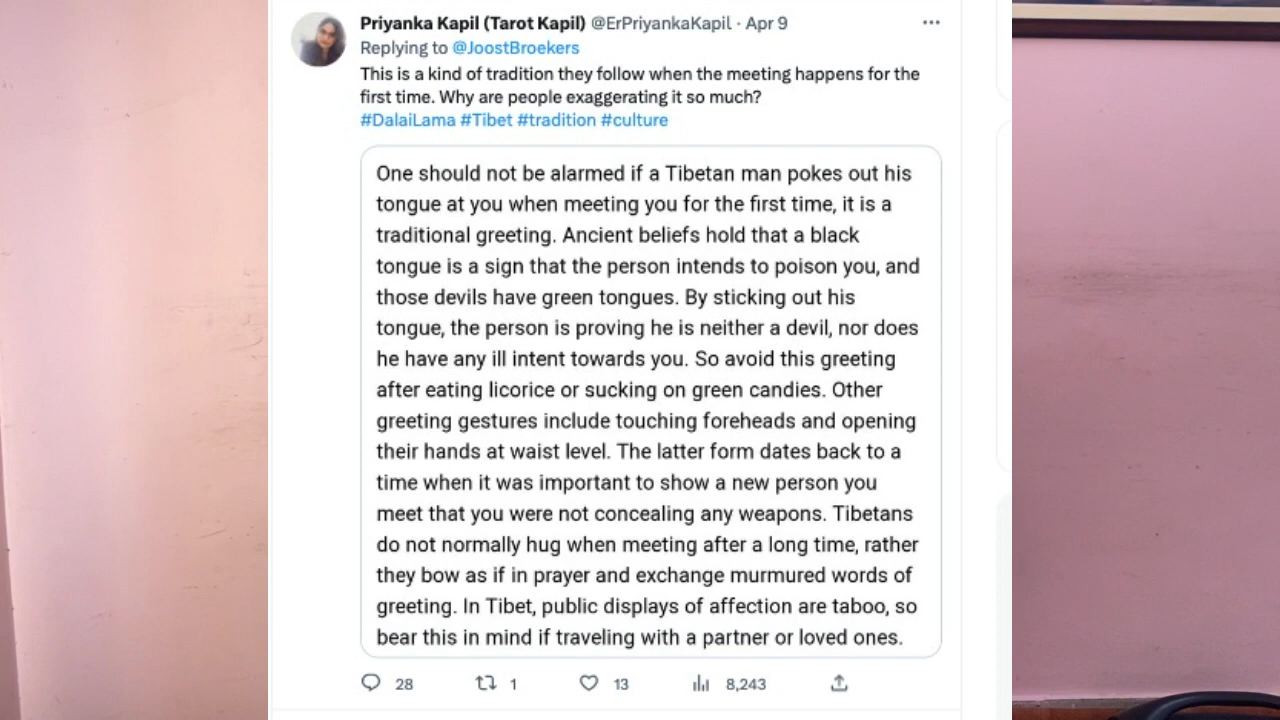 Priyanka Kapil (Tarot Kapil) @ErPriyankaKapil · Apr 9
Replying to @JoostBroekers
This is a kind of tradition they follow when the meeting happens for the
first time. Why are people exaggerating it so much?
#DalaiLama #Tibet #tradition #culture
One should not be alarmed if a Tibetan man pokes out his
tongue at you when meeting you for the first time, it is a
traditional greeting. Ancient beliefs hold that a black
tongue is a sign that the person intends to poison you, and
those devils have green tongues. By sticking out his
tongue, the person is proving he is neither a devil, nor does
he have any ill intent towards you. So avoid this greeting
after eating licorice or sucking on green candies. Other
greeting gestures include touching foreheads and opening
their hands at waist level. The latter form dates back to a
time when it was important to show a new person you
meet that you were not concealing any weapons. Tibetans
do not normally hug when meeting after a long time, rather
they bow as if in prayer and exchange murmured words of
greeting. In Tibet, public displays of affection are taboo, so
bear this in mind if traveling with a partner or loved ones.
28 1 13 8,243